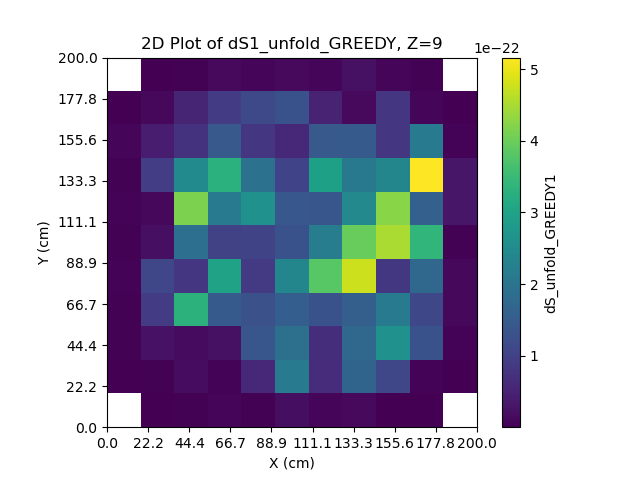 2D Plot of dS1_unfold_GREEDY, Z=9
1e−22
200.0
177.8
155.6
133.3
111.1
88.9
66.7
44.4
22.2
0.0
Y (cm)
0.0 22.2 44.4 66.7 88.9 111.1 133.3 155.6 177.8 200.0
X (cm)
5
4
3
2
1
dS_unfold_GREEDY1